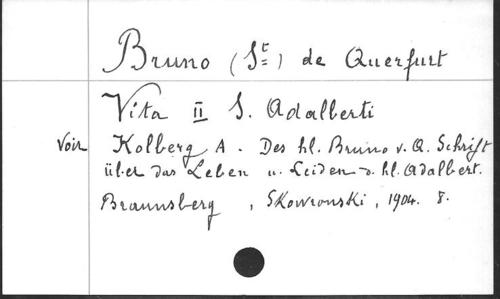 Bruno (St) de Querfurt
Vita II S. Adalberti
voir Kolberg A. Des hl. Bruno v. Q. Schrift
über das Leben u. Leiden d. hl. Adalbert.
Braunsberg, Skowronski, 1904. 8.